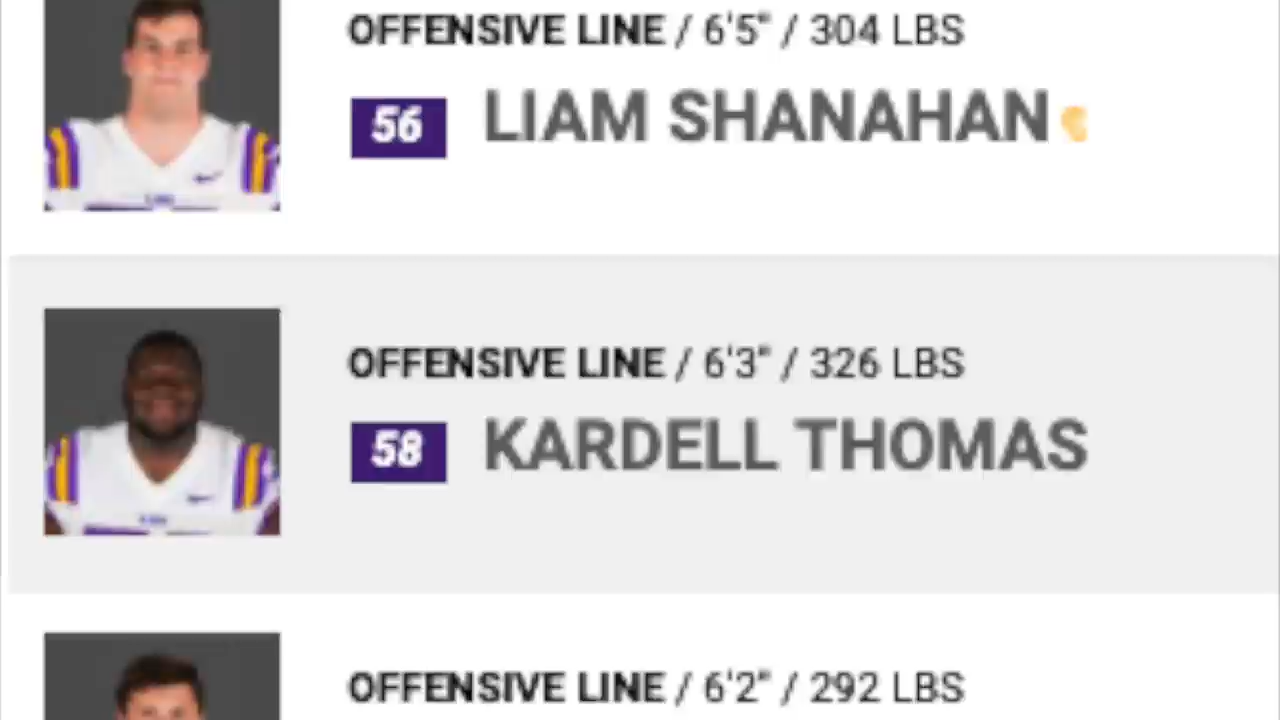 OFFENSIVE LINE / 6'5" / 304 LBS
56 LIAM SHANAHAN
OFFENSIVE LINE / 6'3" / 326 LBS
58 KARDELL THOMAS
OFFENSIVE LINE / 6'2" / 292 LBS